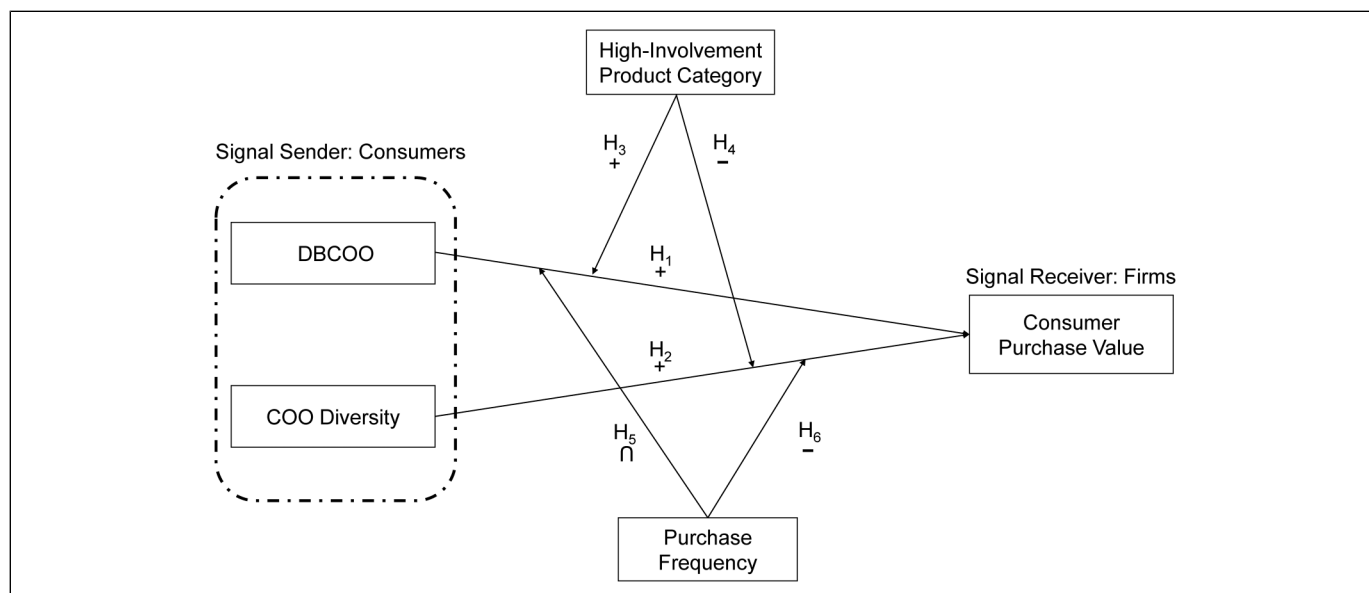 High-Involvement
Product Category
Signal Sender: Consumers
H3
+
H4
−
DBCOO
H1
+
Signal Receiver: Firms
Consumer
Purchase Value
H2
+
COO Diversity
H5
∩
H6
−
Purchase
Frequency